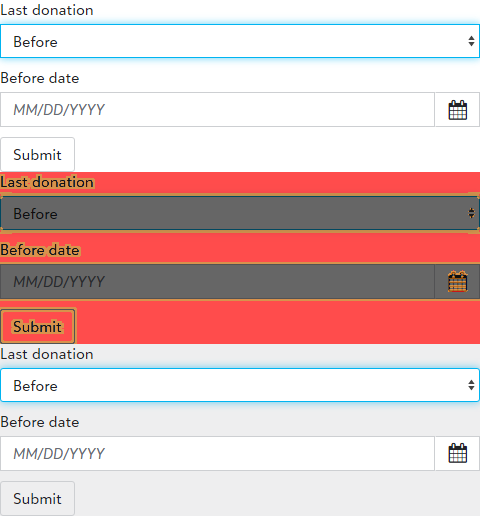 Last donation
Before
Before date
MM/DD/YYYY
Submit
Last donation
Before
Before date
MM/DD/YYYY
Submit
Last donation
Before
Before date
MM/DD/YYYY
Submit